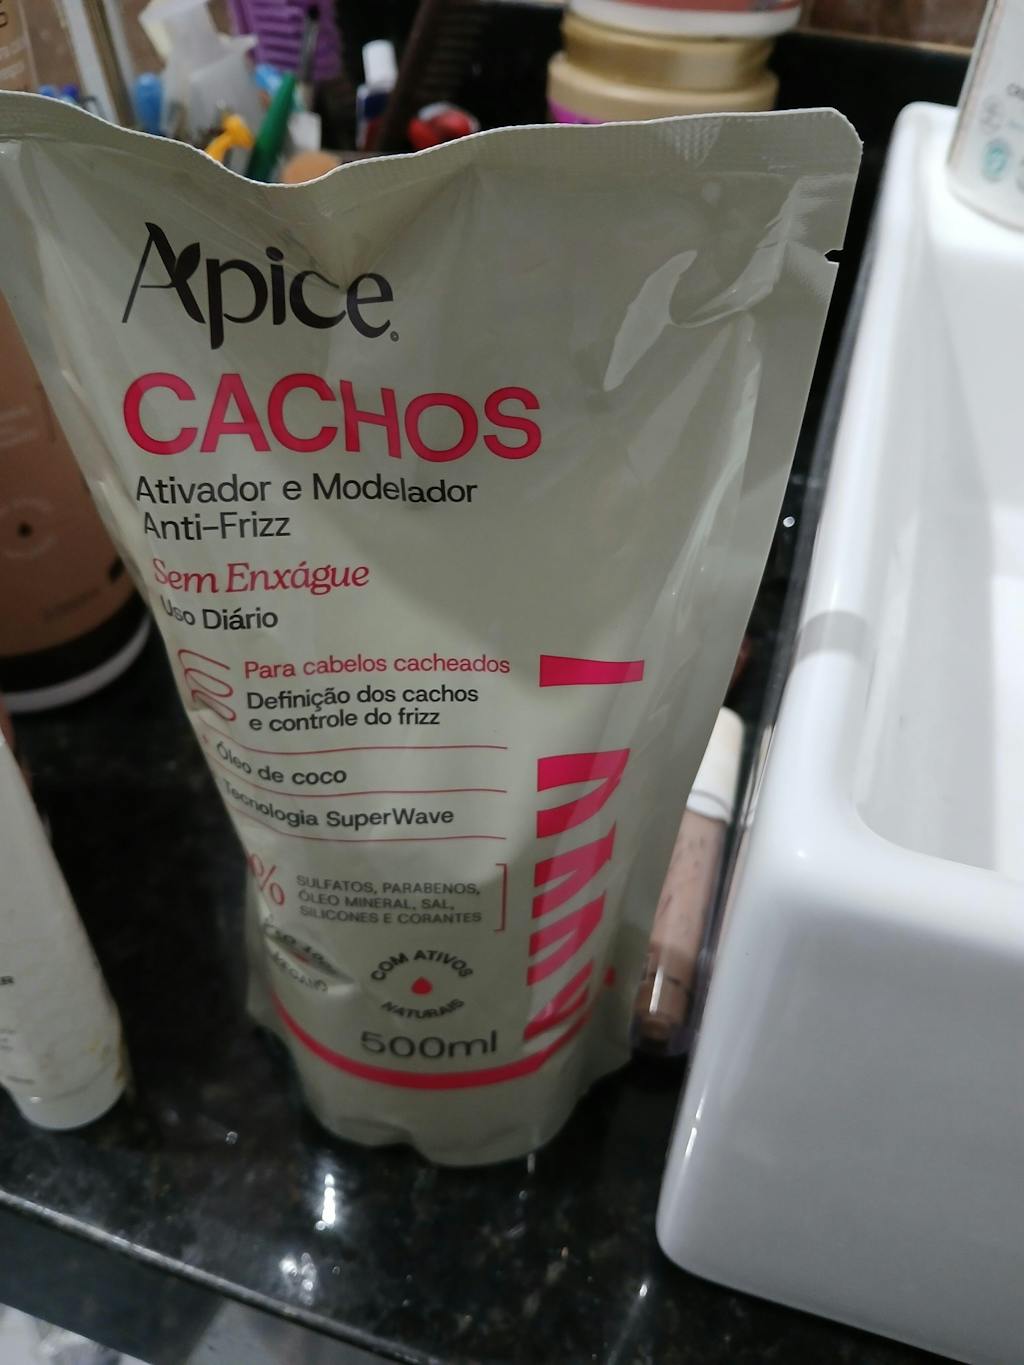 Apice
CACHOS
Ativador e Modelador
Anti-Frizz
Sem Enxágue
Uso Diário
Para cabelos cacheados
Definição dos cachos
e controle do frizz
Óleo de coco
Tecnologia SuperWave
%
SULFATOS, PARABENOS,
ÓLEO MINERAL, SAL,
SILICONES E CORANTES
VEGANO
COM ATIVOS
NATURAIS
500ml